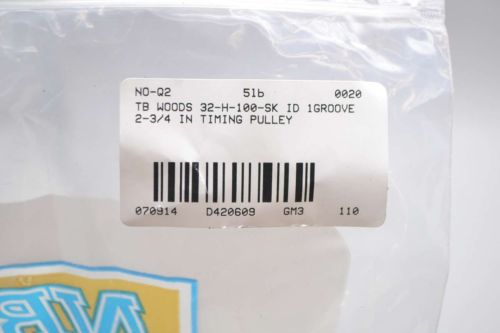 NO-Q2 5lb 0020
TB WOODS 32-H-100-SK ID 1GROOVE
2-3/4 IN TIMING PULLEY
070914 D420609 GM3 110